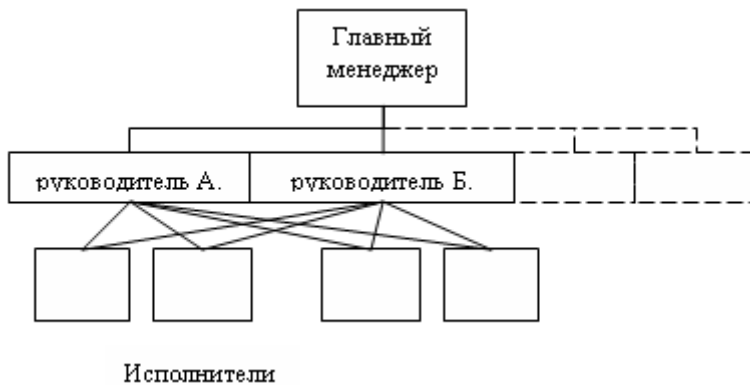 Главный
менеджер
руководитель А.
руководитель Б.
Исполнители